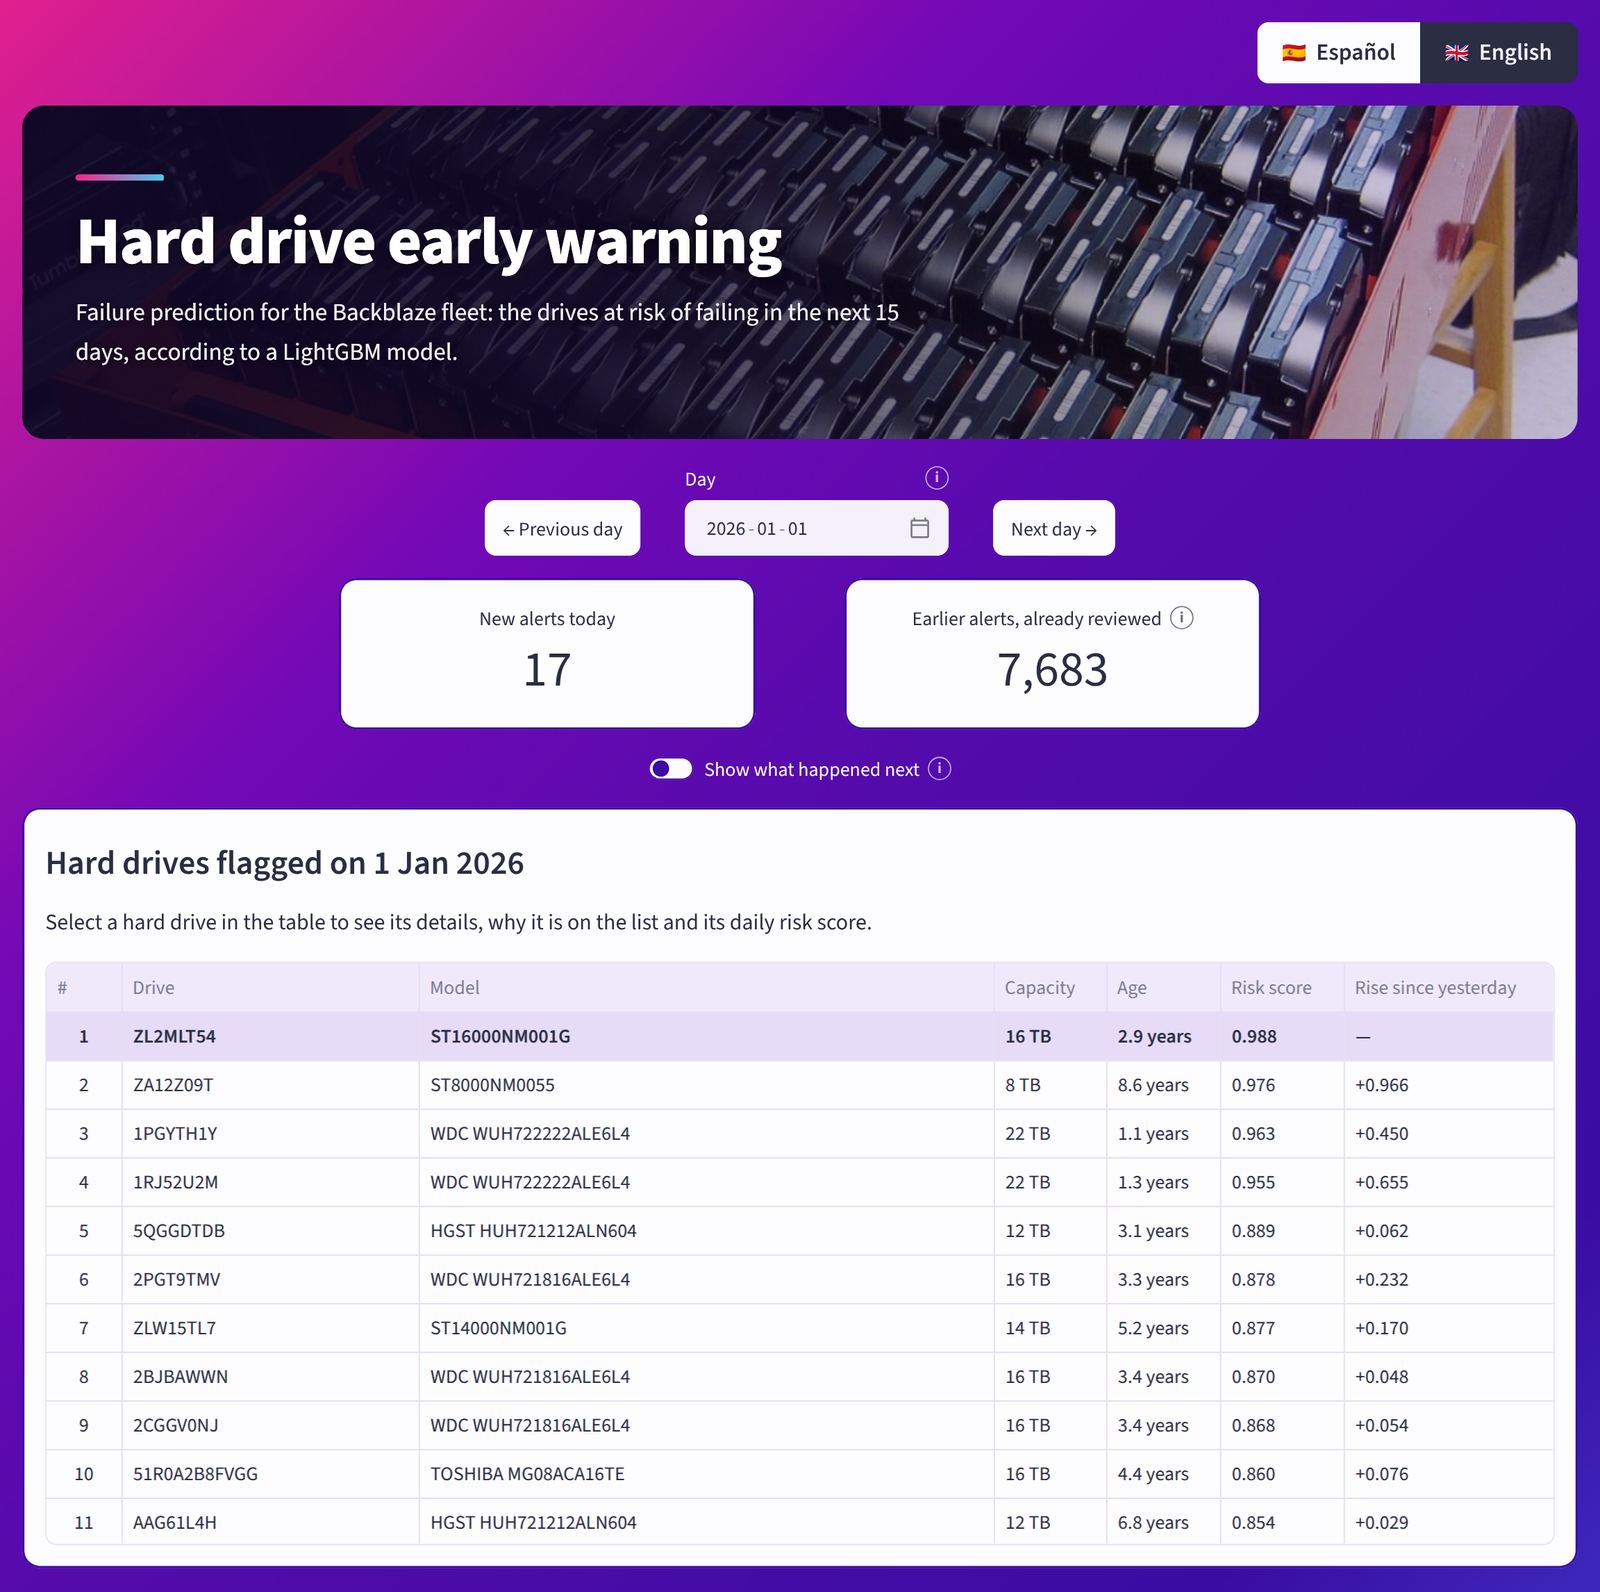 🇪🇸 Español
🇬🇧 English
Hard drive early warning
Failure prediction for the Backblaze fleet: the drives at risk of failing in the next 15
days, according to a LightGBM model.
Day
← Previous day
2026-01-01
Next day →
New alerts today
17
Earlier alerts, already reviewed
7,683
Show what happened next
Hard drives flagged on 1 Jan 2026
Select a hard drive in the table to see its details, why it is on the list and its daily risk score.
# Drive Model Capacity Age Risk score Rise since yesterday
1 ZL2MLT54 ST16000NM001G 16 TB 2.9 years 0.988 —
2 ZA12Z09T ST8000NM0055 8 TB 8.6 years 0.976 +0.966
3 1PGYTH1Y WDC WUH722222ALE6L4 22 TB 1.1 years 0.963 +0.450
4 1RJ52U2M WDC WUH722222ALE6L4 22 TB 1.3 years 0.955 +0.655
5 5QGGDTDB HGST HUH721212ALN604 12 TB 3.1 years 0.889 +0.062
6 2PGT9TMV WDC WUH721816ALE6L4 16 TB 3.3 years 0.878 +0.232
7 ZLW15TL7 ST14000NM001G 14 TB 5.2 years 0.877 +0.170
8 2BJBAWWN WDC WUH721816ALE6L4 16 TB 3.4 years 0.870 +0.048
9 2CGGV0NJ WDC WUH721816ALE6L4 16 TB 3.4 years 0.868 +0.054
10 51R0A2B8FVGG TOSHIBA MG08ACA16TE 16 TB 4.4 years 0.860 +0.076
11 AAG61L4H HGST HUH721212ALN604 12 TB 6.8 years 0.854 +0.029